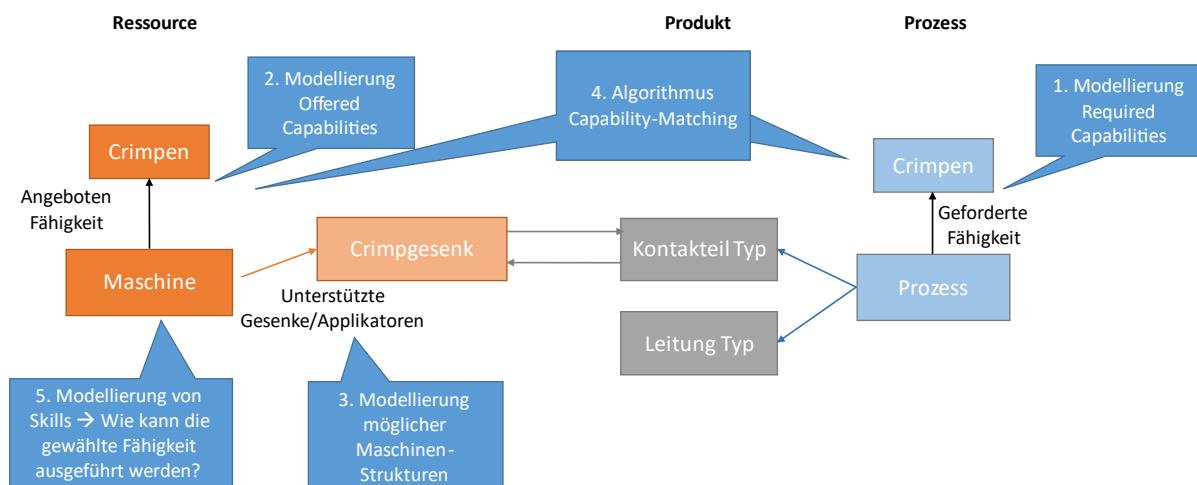 Ressource
Produkt
Prozess
2. Modellierung
Offered
Capabilities
4. Algorithmus
Capability-Matching
1. Modellierung
Required
Capabilities
Crimpen
Crimpen
Angeboten
Fähigkeit
Geforderte
Fähigkeit
Maschine
Crimpgesenk
Kontakteil Typ
Prozess
Unterstützte
Gesenke/Applikatoren
Leitung Typ
5. Modellierung von
Skills → Wie kann die
gewählte Fähigkeit
ausgeführt werden?
3. Modellierung
möglicher
Maschinen-
Strukturen